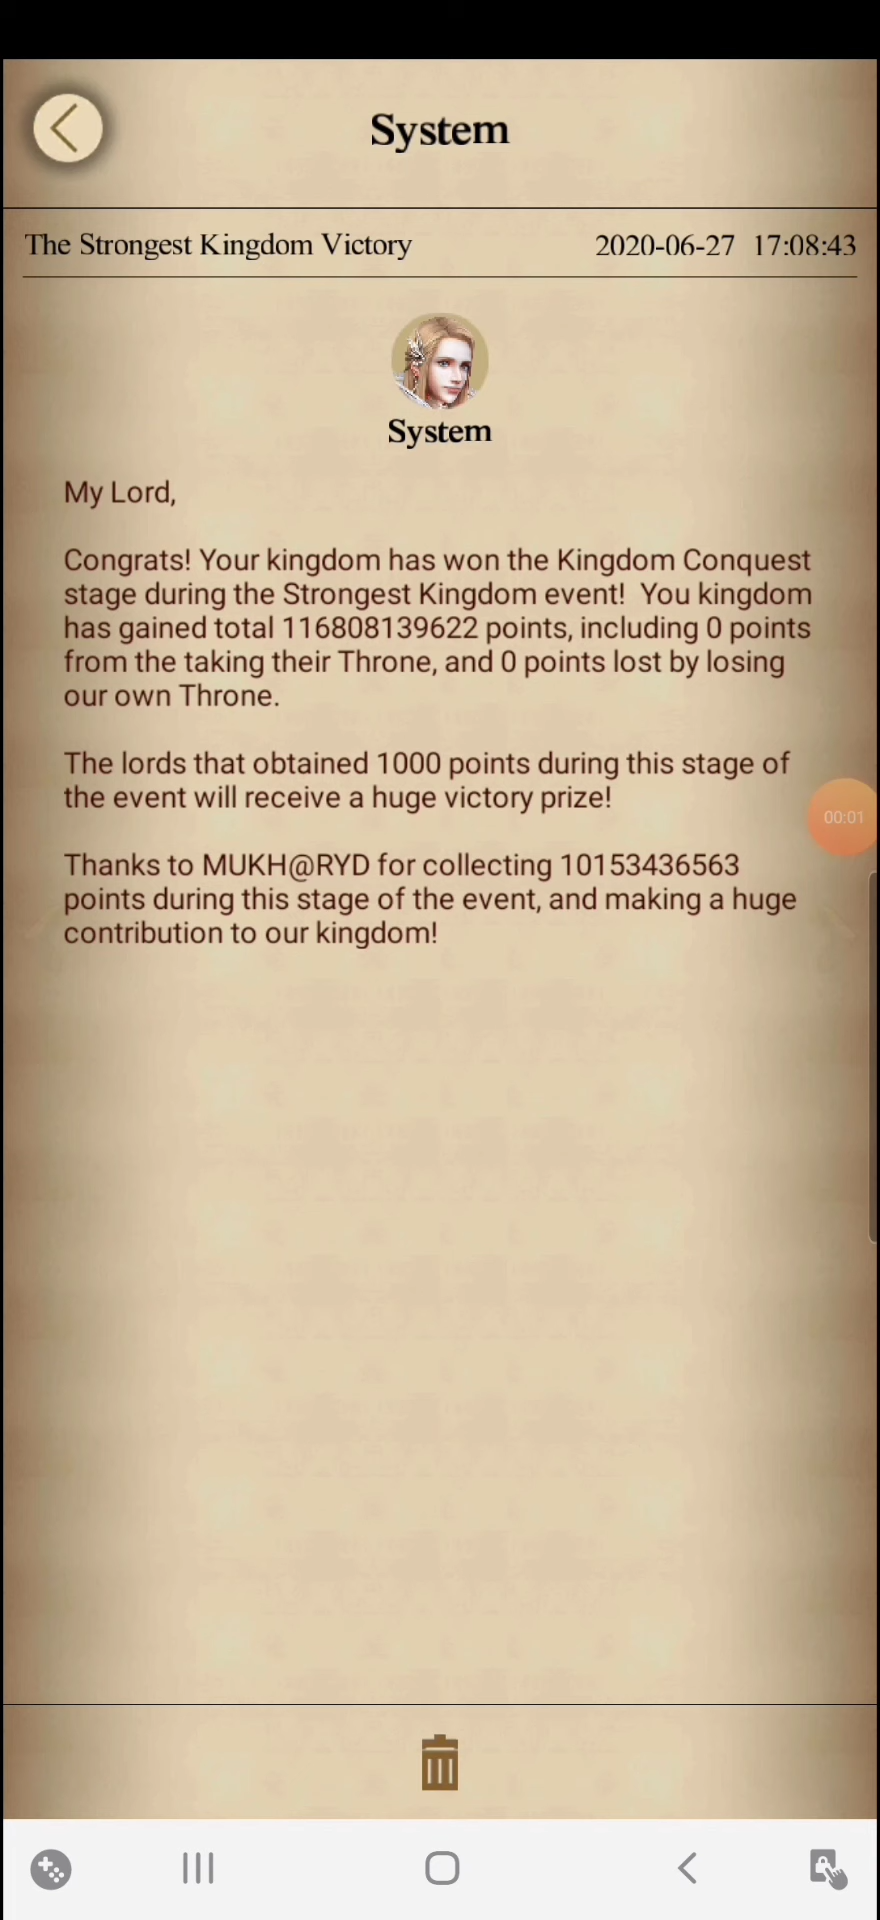 System
The Strongest Kingdom Victory 2020-06-27 17:08:43
System
My Lord,
Congrats! Your kingdom has won the Kingdom Conquest
stage during the Strongest Kingdom event! You kingdom
has gained total 116808139622 points, including 0 points
from the taking their Throne, and 0 points lost by losing
our own Throne.
The lords that obtained 1000 points during this stage of
the event will receive a huge victory prize!
00:01
Thanks to MUKH@RYD for collecting 10153436563
points during this stage of the event, and making a huge
contribution to our kingdom!